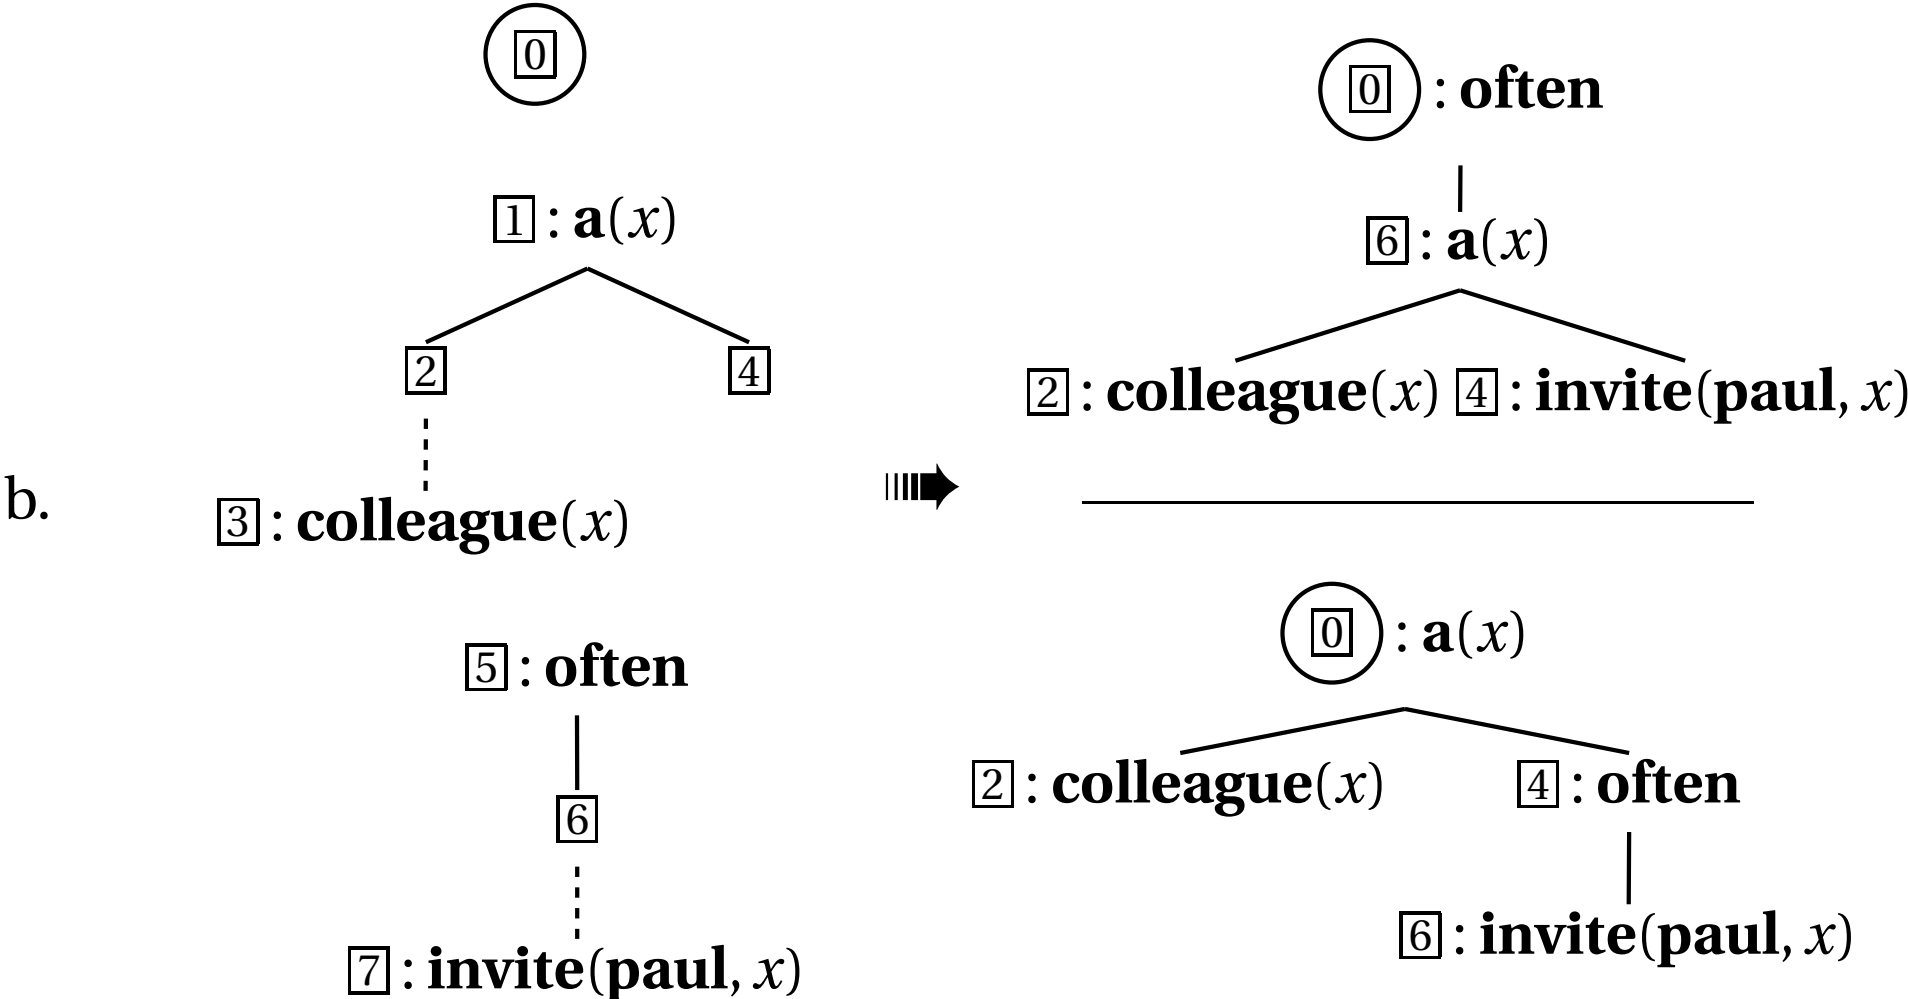 0
1 : a(x)
2 4
3 : colleague(x)
b.
5 : often
6
7 : invite(paul, x)
0 : often
6 : a(x)
2 : colleague(x) 4 : invite(paul, x)
0 : a(x)
2 : colleague(x) 4 : often
6 : invite(paul, x)